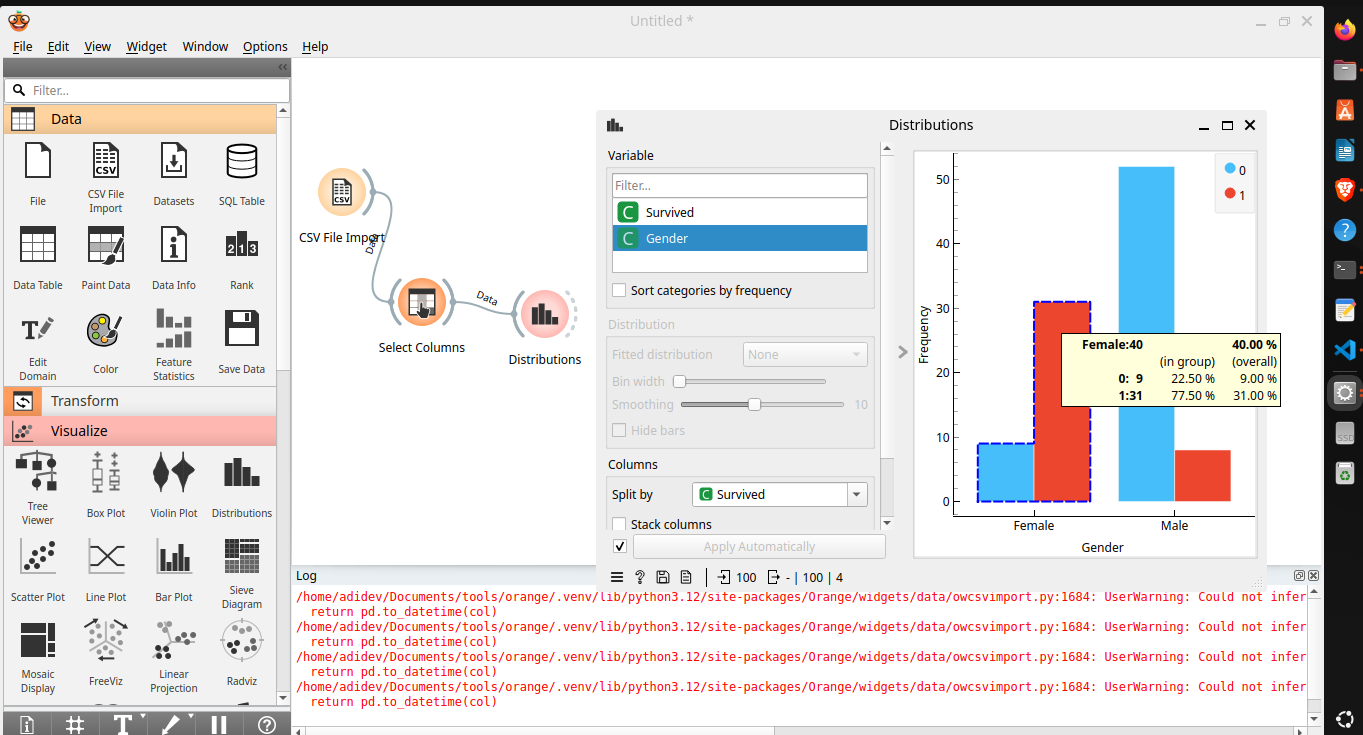 Untitled *
File Edit View Widget Window Options Help
Filter...
Data
File
CSV File Import
Datasets
SQL Table
Data Table
Paint Data
Data Info
Rank
Edit Domain
Color
Feature Statistics
Save Data
Transform
Visualize
Tree Viewer
Box Plot
Violin Plot
Distributions
Scatter Plot
Line Plot
Bar Plot
Sieve Diagram
Mosaic Display
FreeViz
Linear Projection
Radviz
CSV File Import
Data
Select Columns
Data
Distributions
Distributions
Variable
Filter...
C Survived
C Gender
Sort categories by frequency
Distribution
Fitted distribution None
Bin width
Smoothing 10
Hide bars
Columns
Split by C Survived
Stack columns
Apply Automatically
100 - | 100 | 4
Frequency
50
40
30
20
10
0
0
1
Female:40 40.00 %
(in group) (overall)
0: 9 22.50 % 9.00 %
1:31 77.50 % 31.00 %
Female Male
Gender
Log
/home/adidev/Documents/tools/orange/.venv/lib/python3.12/site-packages/Orange/widgets/data/owcsvimport.py:1684: UserWarning: Could not infer
return pd.to_datetime(col)
/home/adidev/Documents/tools/orange/.venv/lib/python3.12/site-packages/Orange/widgets/data/owcsvimport.py:1684: UserWarning: Could not infer
return pd.to_datetime(col)
/home/adidev/Documents/tools/orange/.venv/lib/python3.12/site-packages/Orange/widgets/data/owcsvimport.py:1684: UserWarning: Could not infer
return pd.to_datetime(col)
/home/adidev/Documents/tools/orange/.venv/lib/python3.12/site-packages/Orange/widgets/data/owcsvimport.py:1684: UserWarning: Could not infer
return pd.to_datetime(col)